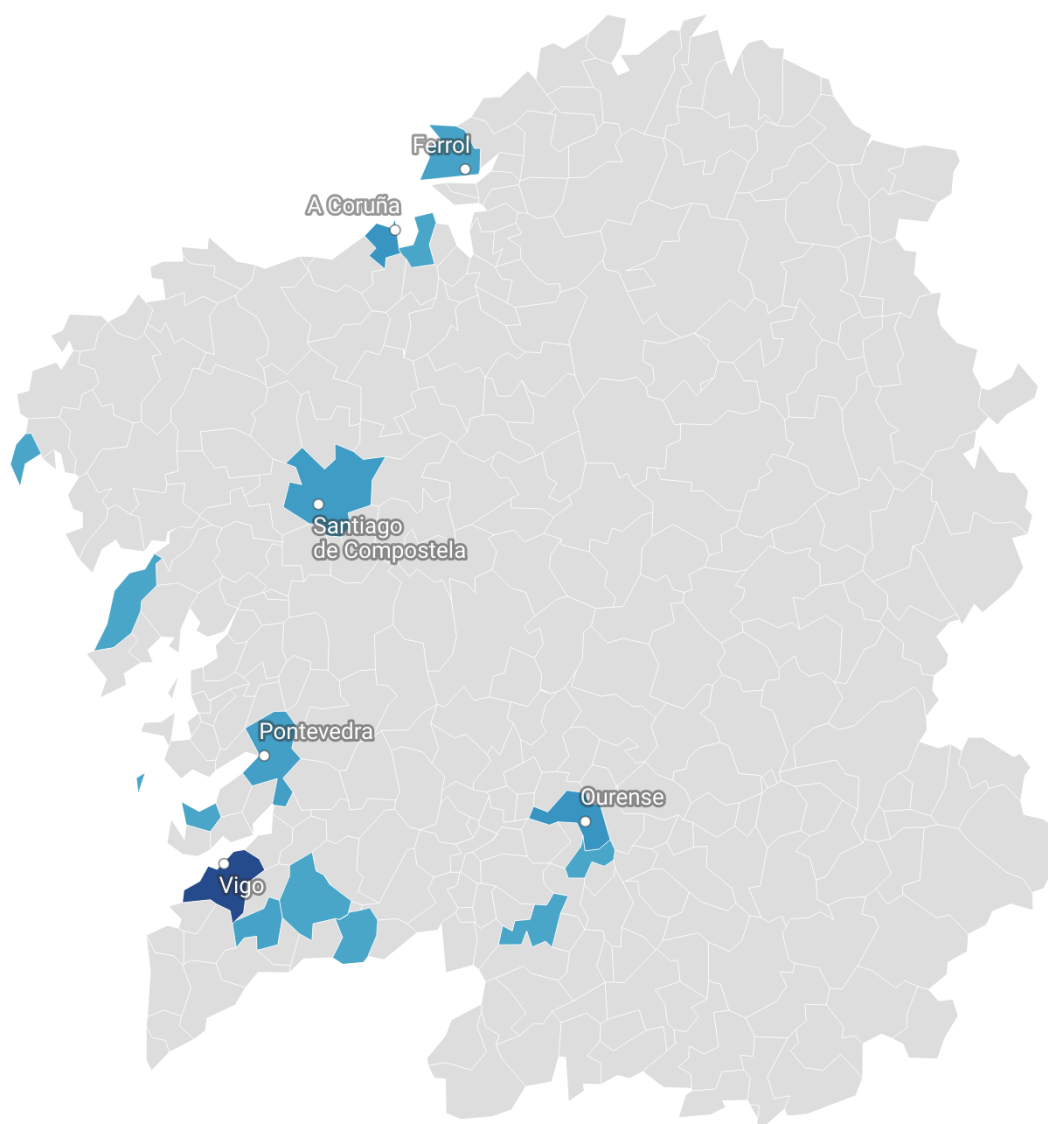 Ferrol
A Coruña
Santiago
de Compostela
Pontevedra
Ourense
Vigo